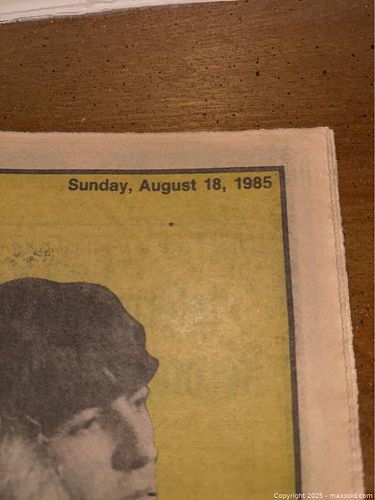 Sunday, August 18, 1985
Copyright 2025 - maxsold.com